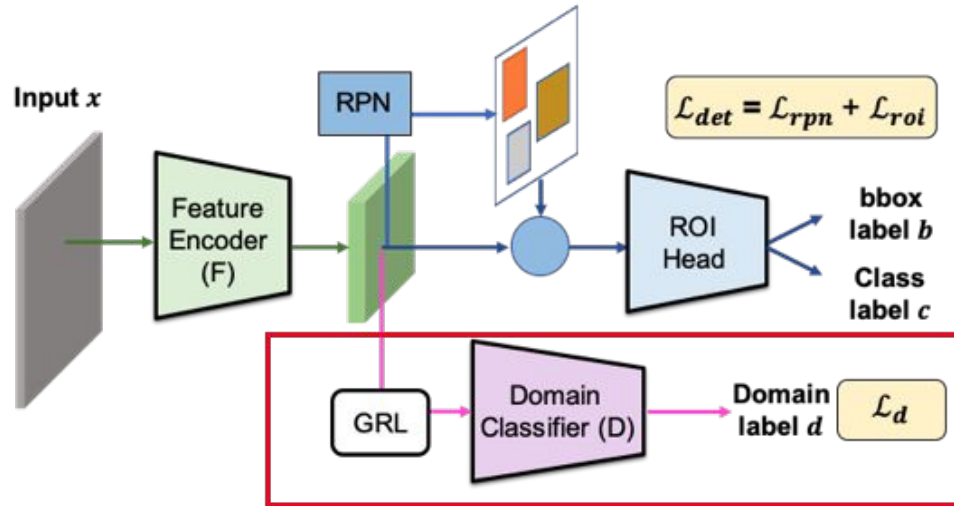 Input x
RPN
ℒdet = ℒrpn + ℒroi
Feature
Encoder
(F)
ROI
Head
bbox
label b
Class
label c
GRL
Domain
Classifier (D)
Domain
label d
ℒd